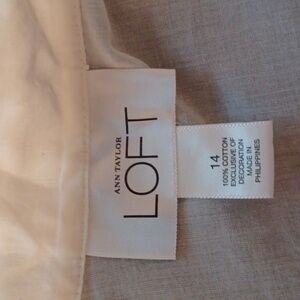 ANN TAYLOR
LOFT
14
100% COTTON
EXCLUSIVE OF
DECORATION
MADE IN
PHILIPPINES